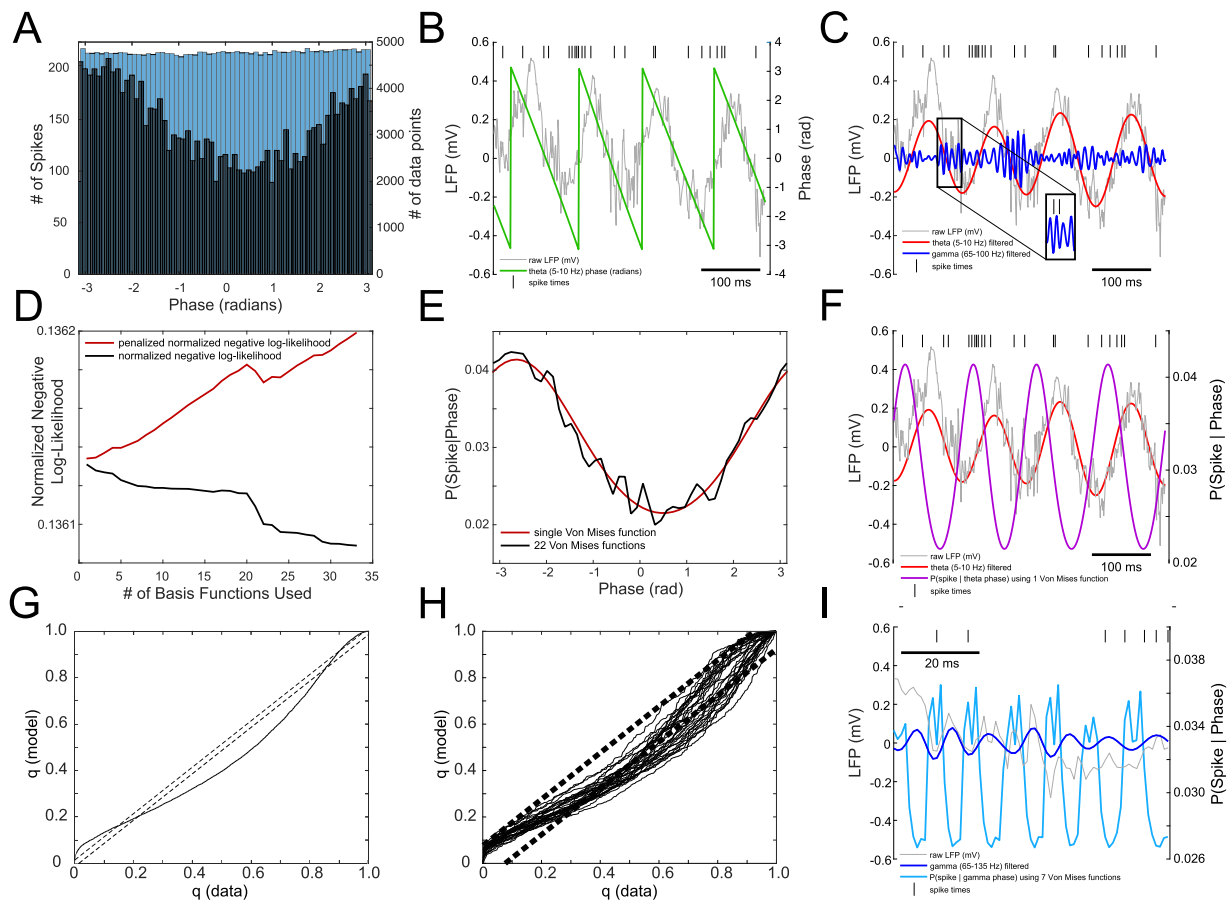 A
200
150
100
50
0
# of Spikes
5000
4000
3000
2000
1000
0
# of data points
-3 -2 -1 0 1 2 3
Phase (radians)
B
0.6
0.4
0.2
0
-0.2
-0.4
-0.6
LFP (mV)
4
3
2
1
0
-1
-2
-3
-4
Phase (rad)
raw LFP (mV)
theta (5-10 Hz) phase (radians)
spike times
100 ms
C
0.6
0.4
0.2
0
-0.2
-0.4
-0.6
LFP (mV)
raw LFP (mV)
theta (5-10 Hz) filtered
gamma (65-100 Hz) filtered
spike times
100 ms
D
0.1362
0.1361
Normalized Negative
Log-Likelihood
penalized normalized negative log-likelihood
normalized negative log-likelihood
0 5 10 15 20 25 30 35
# of Basis Functions Used
E
0.04
0.03
0.02
P(Spike|Phase)
single Von Mises function
22 Von Mises functions
-3 -2 -1 0 1 2 3
Phase (rad)
F
0.6
0.4
0.2
0
-0.2
-0.4
-0.6
LFP (mV)
0.04
0.03
0.02
P(Spike | Phase)
raw LFP (mV)
theta (5-10 Hz) filtered
P(spike | theta phase) using 1 Von Mises function
spike times
100 ms
G
1.0
0.8
0.6
0.4
0.2
0
q (model)
0 0.2 0.4 0.6 0.8 1.0
q (data)
H
1.0
0.8
0.6
0.4
0.2
0
q (model)
0 0.2 0.4 0.6 0.8 1.0
q (data)
I
0.6
0.4
0.2
0
-0.2
-0.4
-0.6
LFP (mV)
20 ms
0.038
0.034
0.030
0.026
P(Spike | Phase)
raw LFP (mV)
gamma (65-135 Hz) filtered
P(spike | gamma phase) using 7 Von Mises functions
spike times